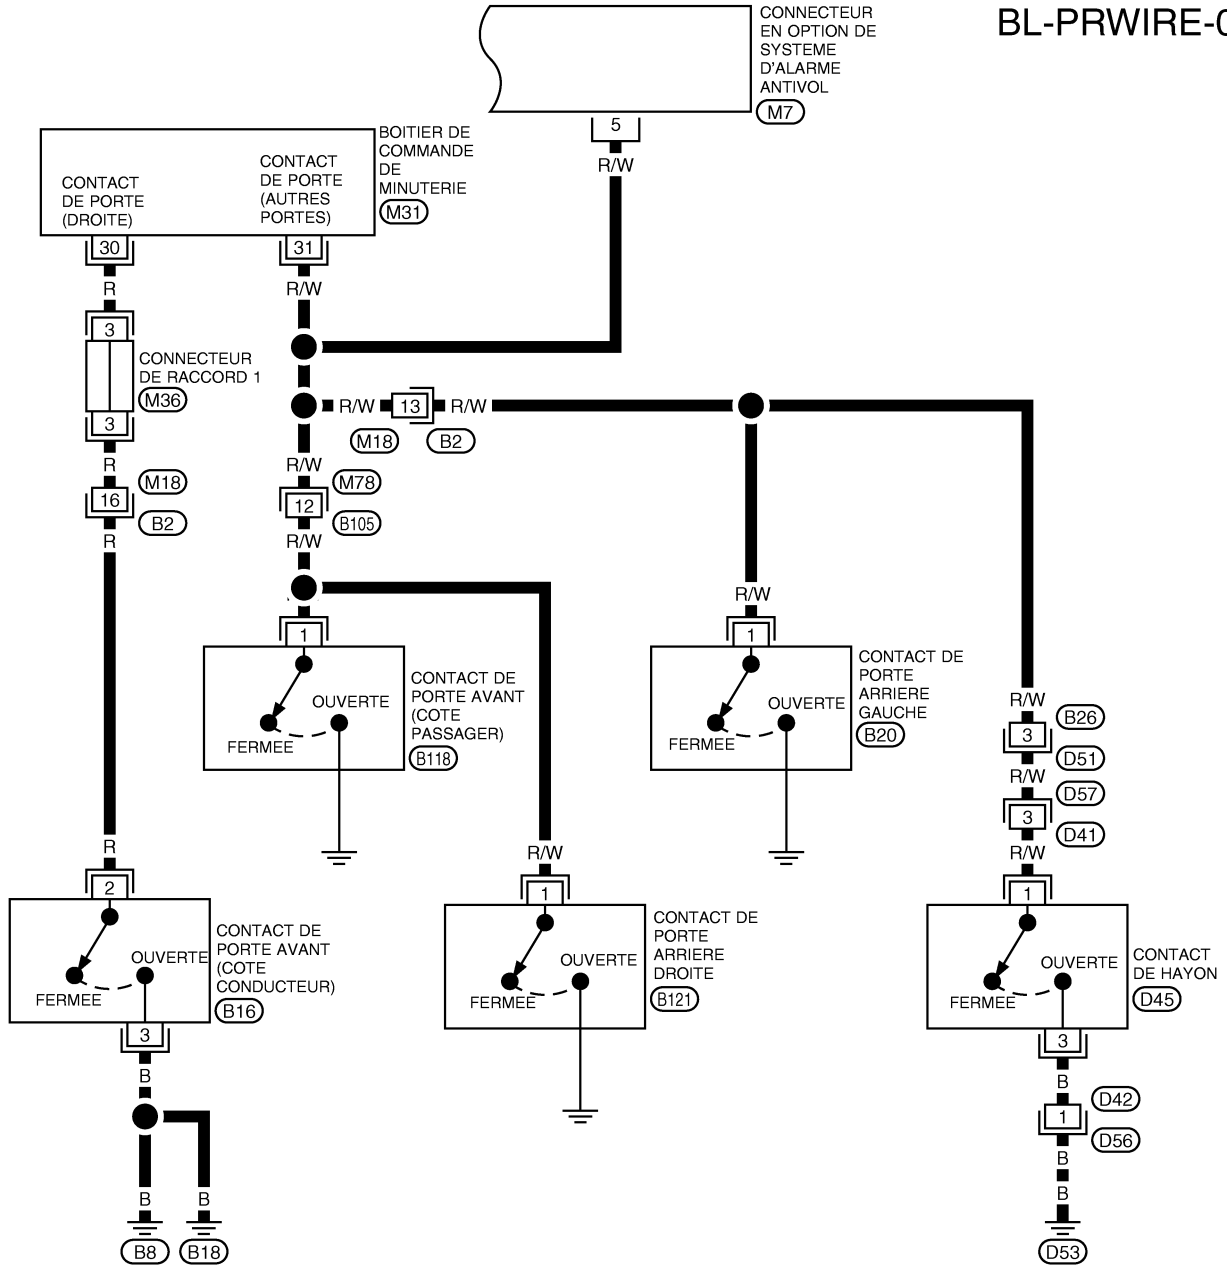 BL-PRWIRE-0
CONNECTEUR
EN OPTION DE
SYSTEME
D'ALARME
ANTIVOL
M7
5
R/W
BOITIER DE
COMMANDE
DE
MINUTERIE
M31
CONTACT
DE PORTE
(DROITE)
CONTACT
DE PORTE
(AUTRES
PORTES)
30
31
R
R/W
3
CONNECTEUR
DE RACCORD 1
M36
3
R
M18
16
B2
R
R/W
13
R/W
M18
B2
R/W
M78
12
B105
R/W
R/W
1
OUVERTE
FERMEE
CONTACT DE
PORTE AVANT
(COTE
PASSAGER)
B118
1
OUVERTE
FERMEE
CONTACT DE
PORTE
ARRIERE
GAUCHE
B20
R/W
B26
3
D51
R/W
D57
3
D41
R/W
R
2
OUVERTE
FERMEE
CONTACT DE
PORTE AVANT
(COTE
CONDUCTEUR)
B16
3
B
B
B
B8
B18
R/W
1
OUVERTE
FERMEE
CONTACT DE
PORTE
ARRIERE
DROITE
B121
1
OUVERTE
FERMEE
CONTACT
DE HAYON
D45
3
B
D42
1
D56
B
B
D53